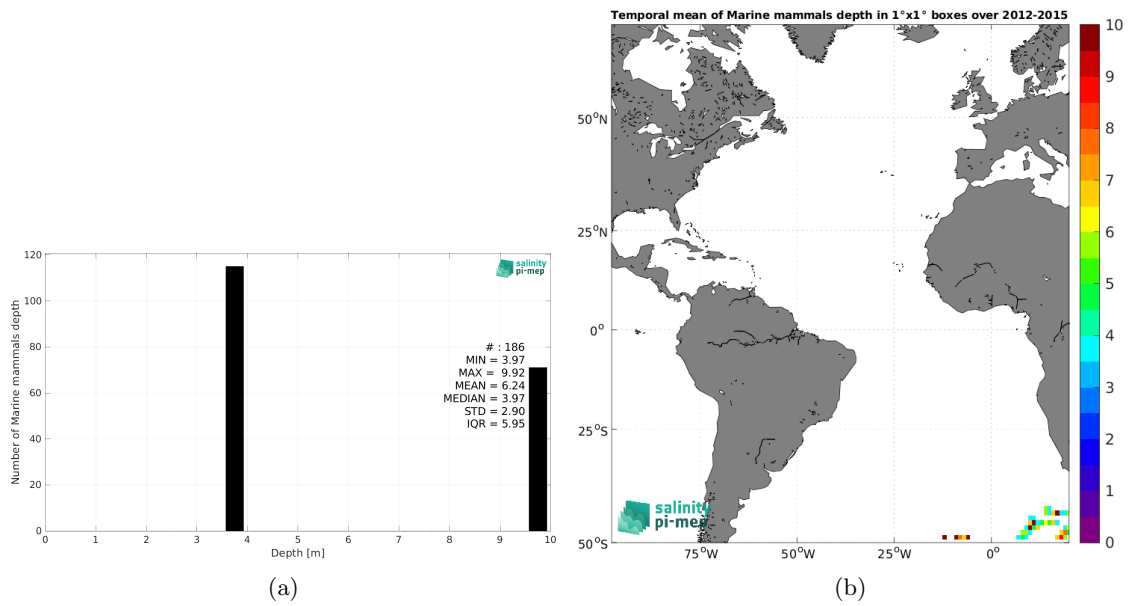 120
100
80
60
40
20
0
Number of Marine mammals depth
salinity
pi-mep
# : 186
MIN = 3.97
MAX = 9.92
MEAN = 6.24
MEDIAN = 3.97
STD = 2.90
IQR = 5.95
0 1 2 3 4 5 6 7 8 9 10
Depth [m]
(a)
Temporal mean of Marine mammals depth in 1°x1° boxes over 2012-2015
50°N
25°N
0°
25°S
50°S
75°W 50°W 25°W 0°
salinity
pi-mep
10
9
8
7
6
5
4
3
2
1
0
(b)